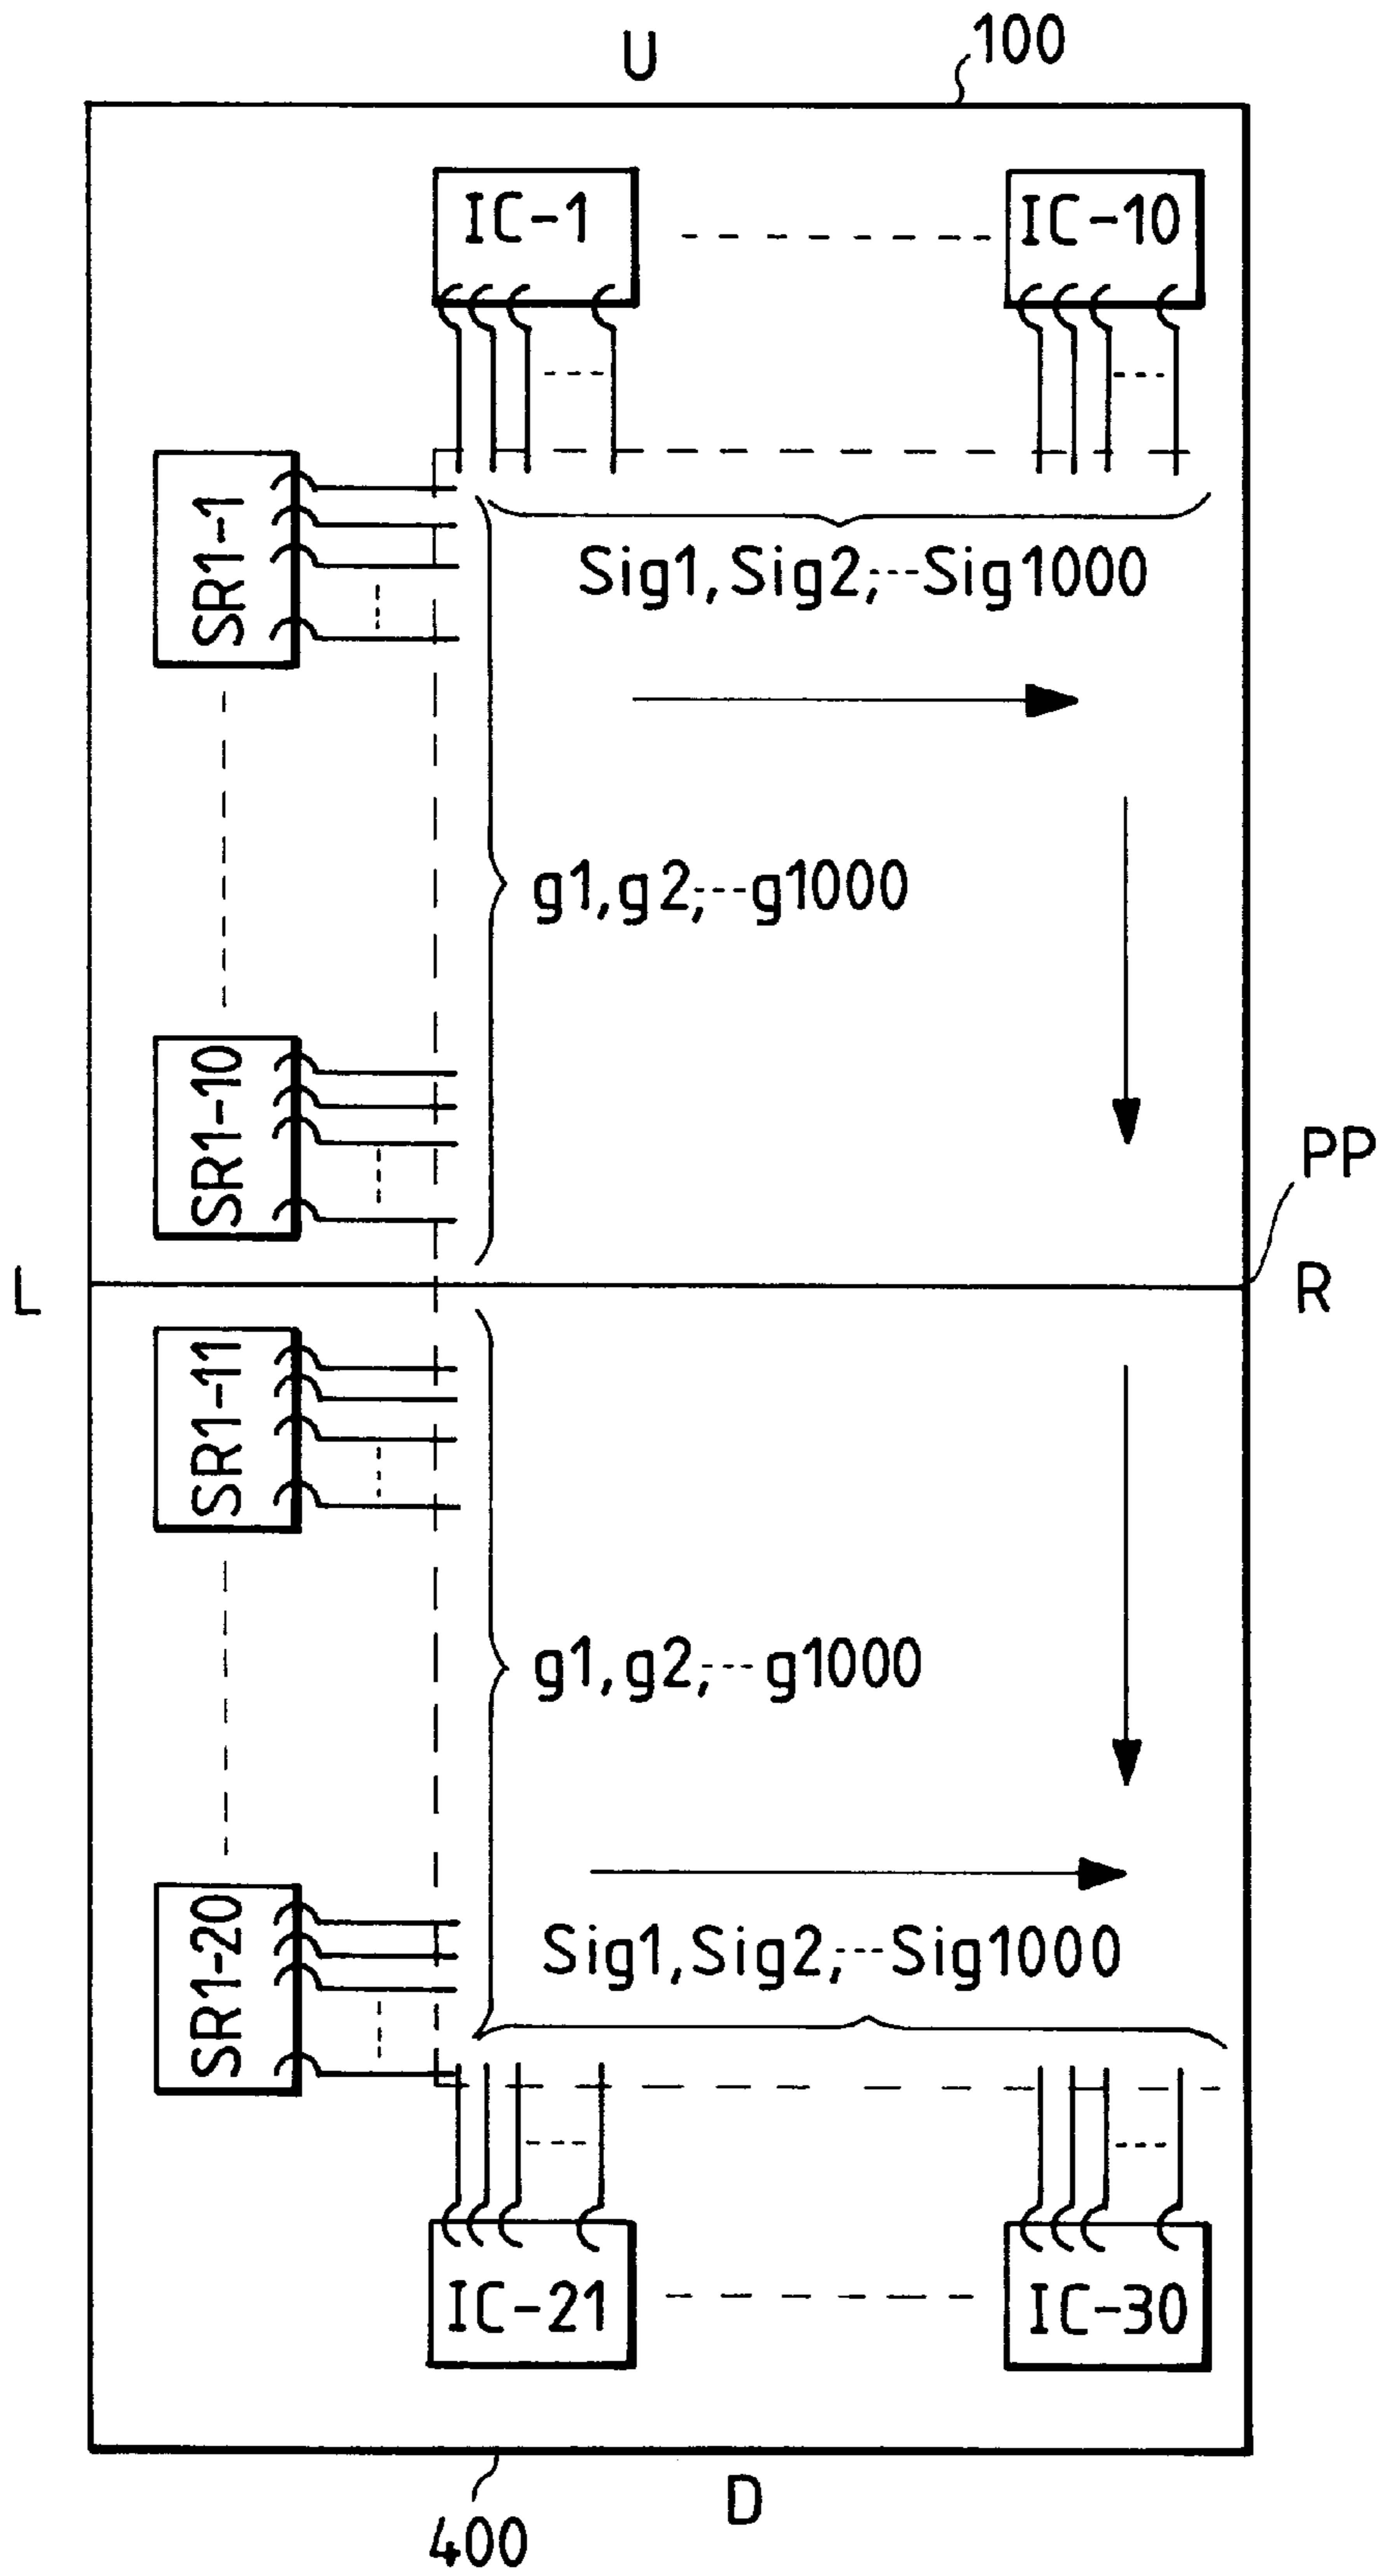 U
100
IC-1
IC-10
SR1-1
Sig1, Sig2,---Sig1000
g1, g2,---g1000
SR1-10
PP
L
R
SR1-11
g1, g2,---g1000
SR1-20
Sig1, Sig2,---Sig1000
IC-21
IC-30
D
400